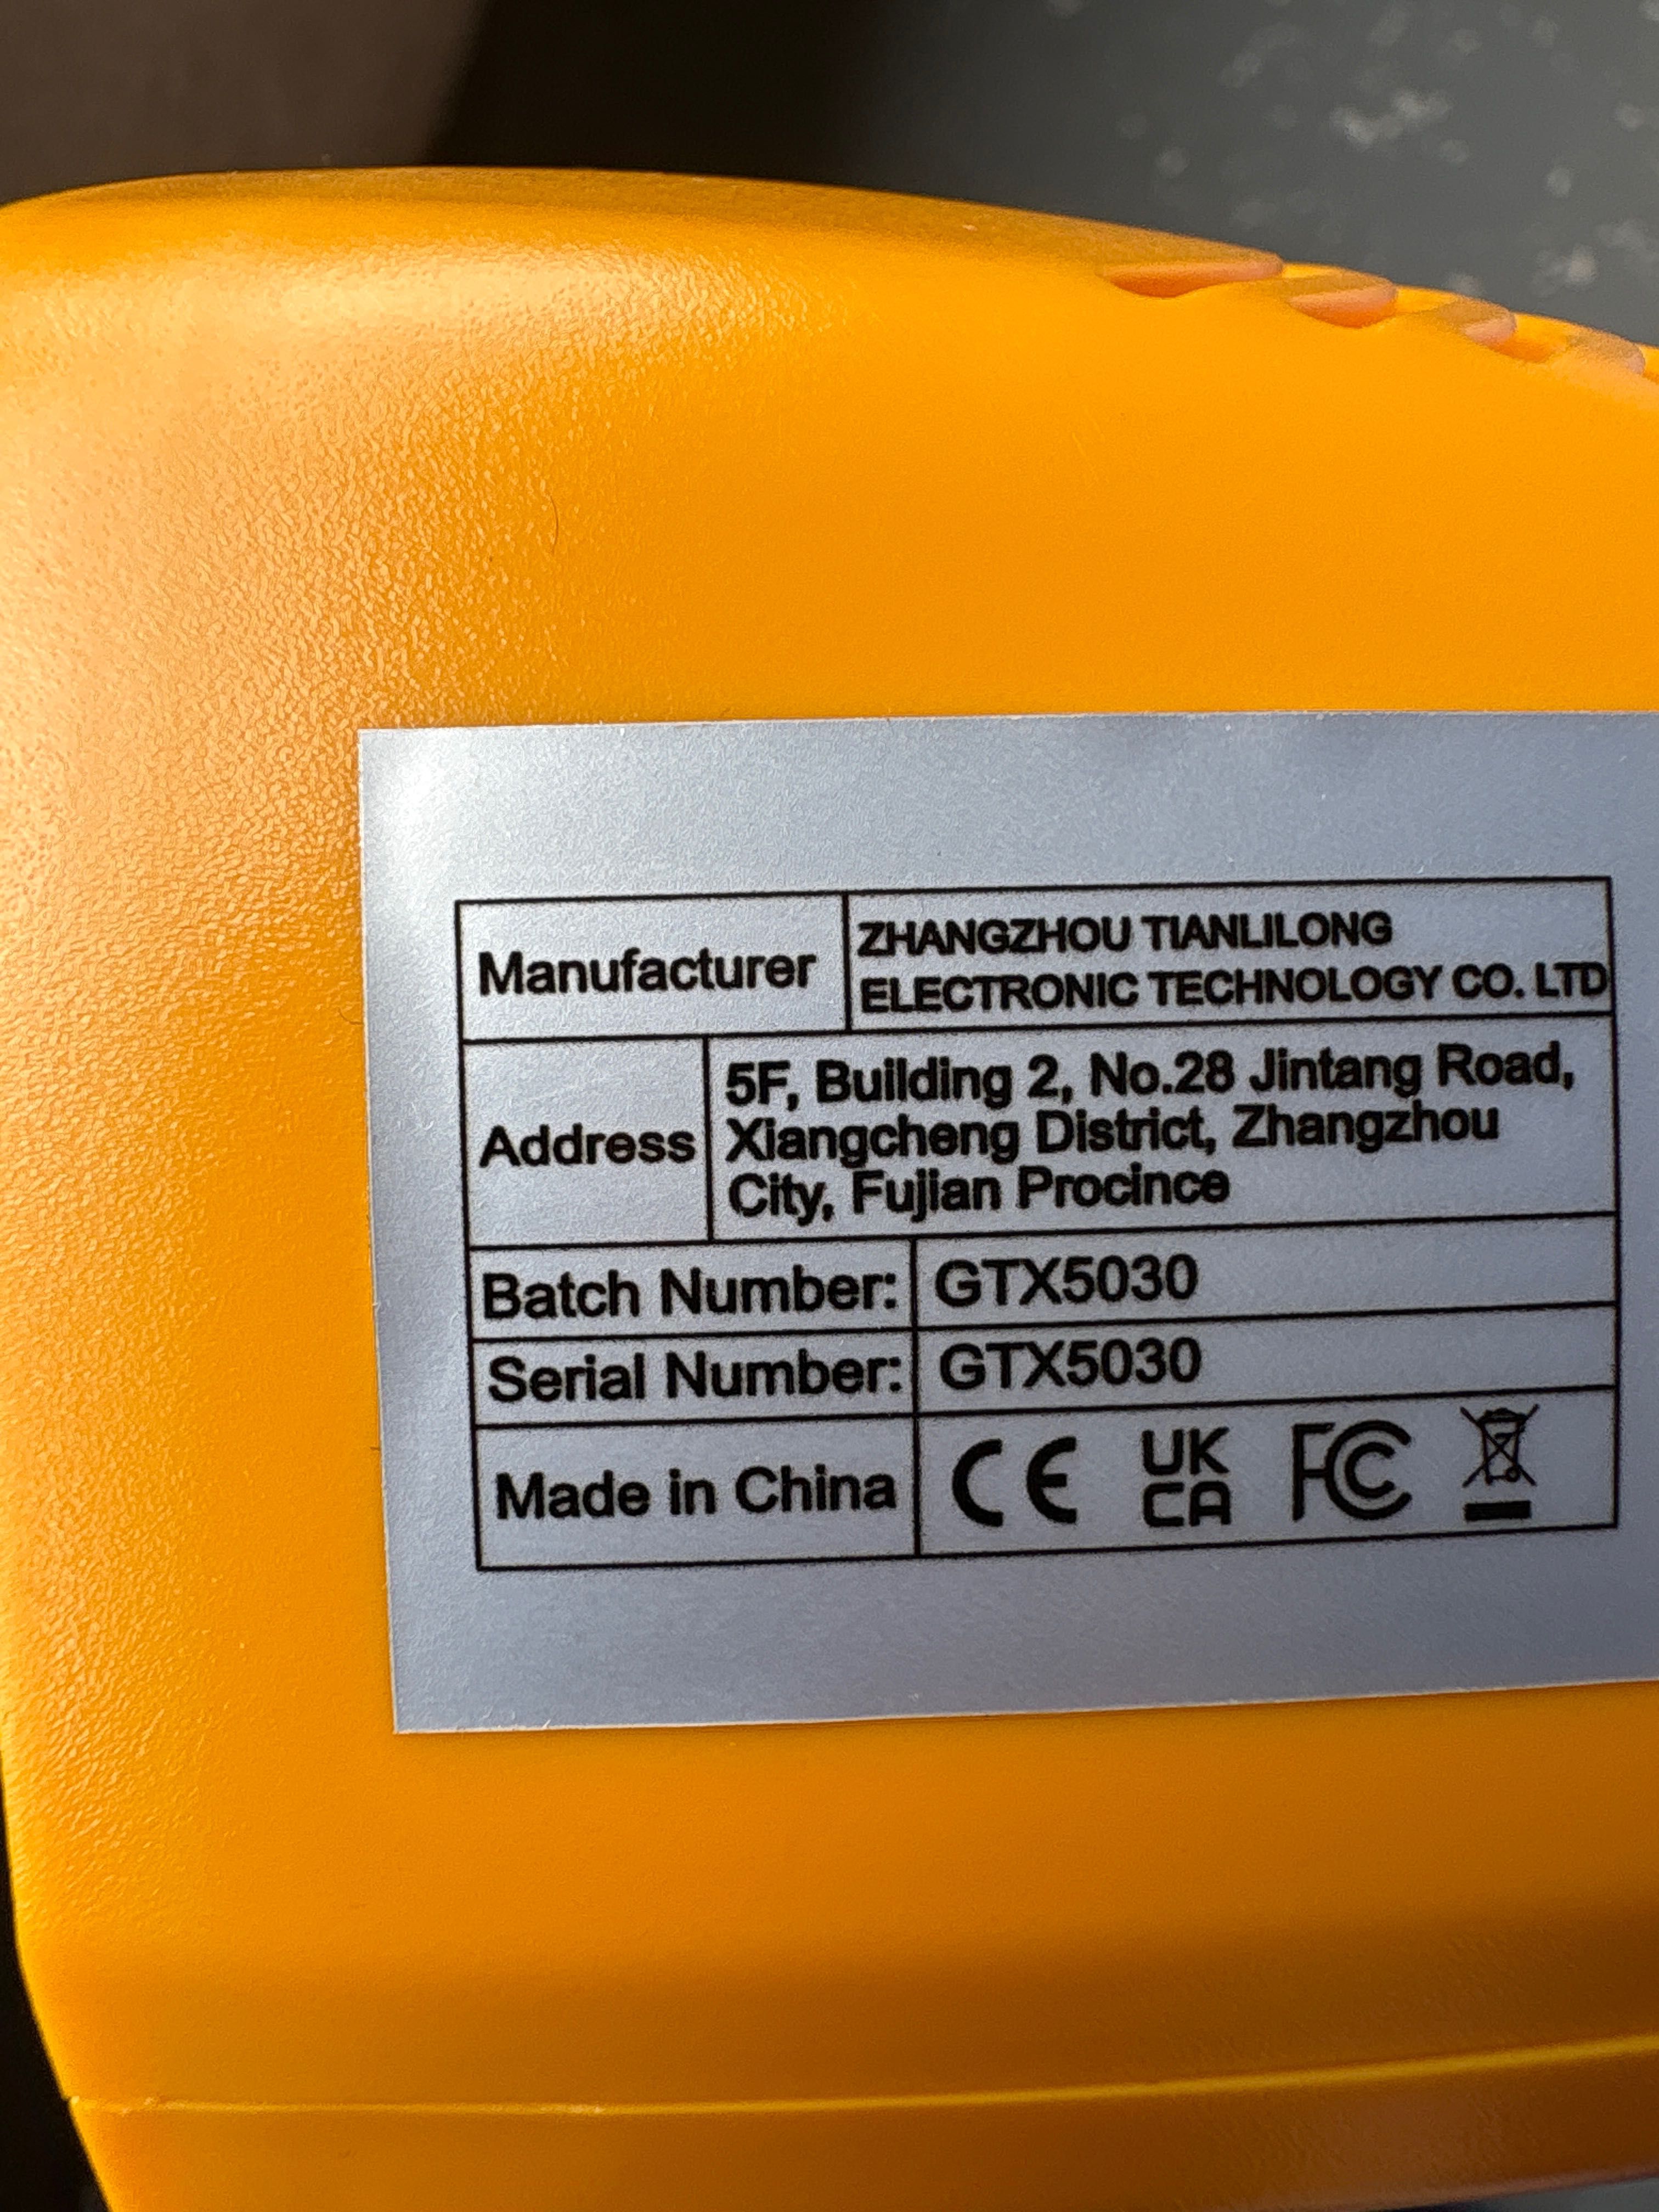 Manufacturer
ZHANGZHOU TIANLILONG
ELECTRONIC TECHNOLOGY CO. LTD
Address
5F, Building 2, No.28 Jintang Road,
Xiangcheng District, Zhangzhou
City, Fujian Procince
Batch Number: GTX5030
Serial Number: GTX5030
Made in China CE UK CA FC